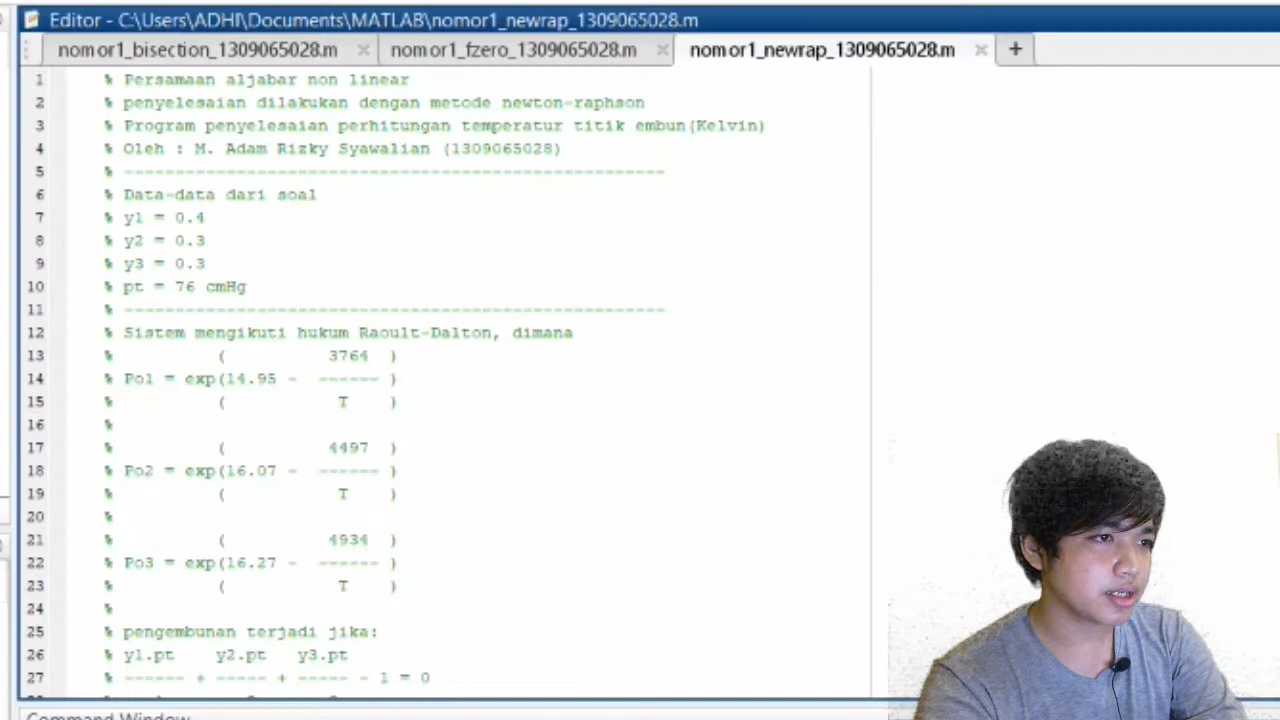 Editor - C:\Users\ADHI\Documents\MATLAB\nomor1_newrap_1309065028.m
nomor1_bisection_1309065028.m × nomor1_fzero_1309065028.m × nomor1_newrap_1309065028.m × +
1 % Persamaan aljabar non linear
2 % penyelesaian dilakukan dengan metode newton-raphson
3 % Program penyelesaian perhitungan temperatur titik embun(Kelvin)
4 % Oleh : M. Adam Rizky Syawalian (1309065028)
5 % -----------------------------------------------------
6 % Data-data dari soal
7 % y1 = 0.4
8 % y2 = 0.3
9 % y3 = 0.3
10 % pt = 76 cmHg
11 % -----------------------------------------------------
12 % Sistem mengikuti hukum Raoult-Dalton, dimana
13 % ( 3764 )
14 % Po1 = exp(14.95 - ------ )
15 % ( T )
16 %
17 % ( 4497 )
18 % Po2 = exp(16.07 - ------ )
19 % ( T )
20 %
21 % ( 4934 )
22 % Po3 = exp(16.27 - ------ )
23 % ( T )
24 %
25 % pengembunan terjadi jika:
26 % y1.pt y2.pt y3.pt
27 % ------ + ----- + ----- - 1 = 0
Command Window